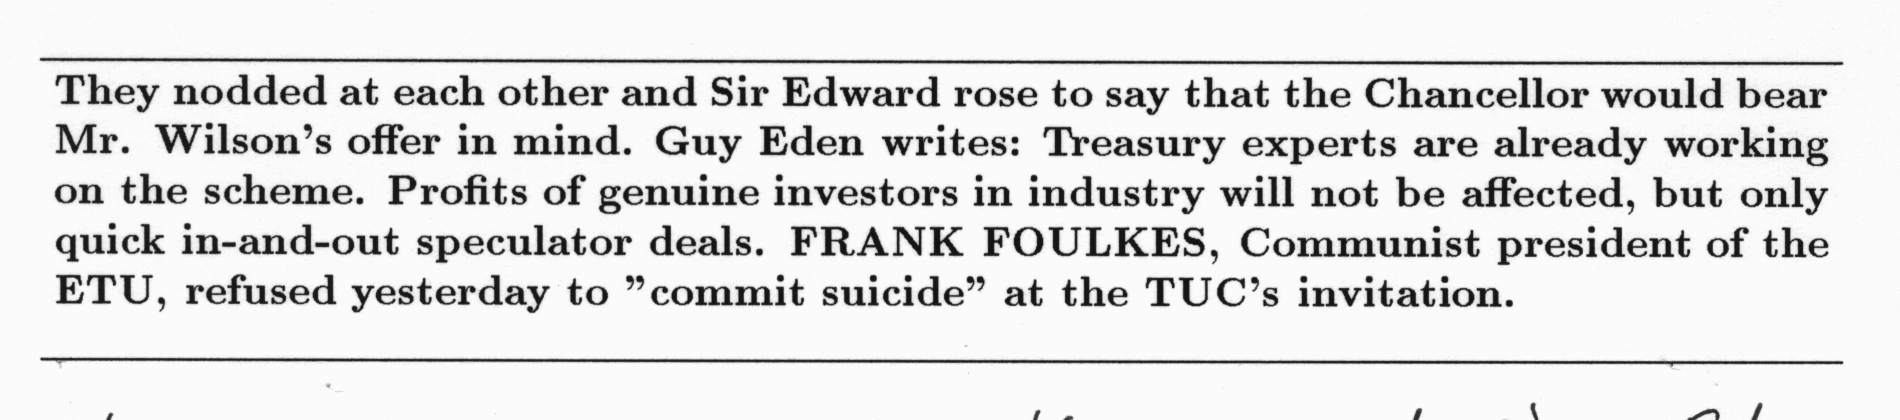 They nodded at each other and Sir Edward rose to say that the Chancellor would bear
Mr. Wilson's offer in mind. Guy Eden writes: Treasury experts are already working
on the scheme. Profits of genuine investors in industry will not be affected, but only
quick in-and-out speculator deals. FRANK FOULKES, Communist president of the
ETU, refused yesterday to ”commit suicide” at the TUC's invitation.